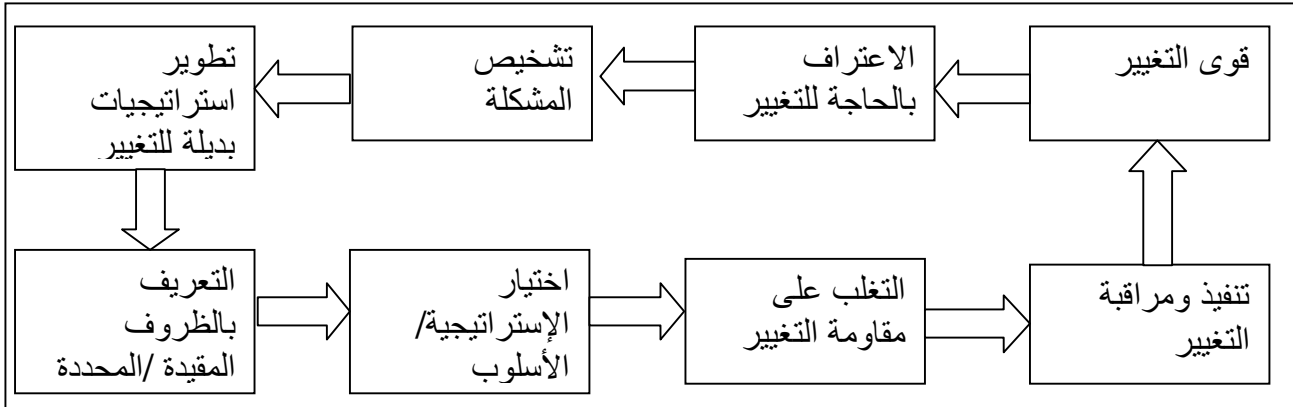 قوى التغيير
الاعتراف
بالحاجة للتغيير
تشخيص
المشكلة
تطوير
استراتيجيات
بديلة للتغيير
التعريف
بالظروف
المقيدة /المحددة
اختيار
الإستراتيجية/
الأسلوب
التغلب على
مقاومة التغيير
تنفيذ ومراقبة
التغيير